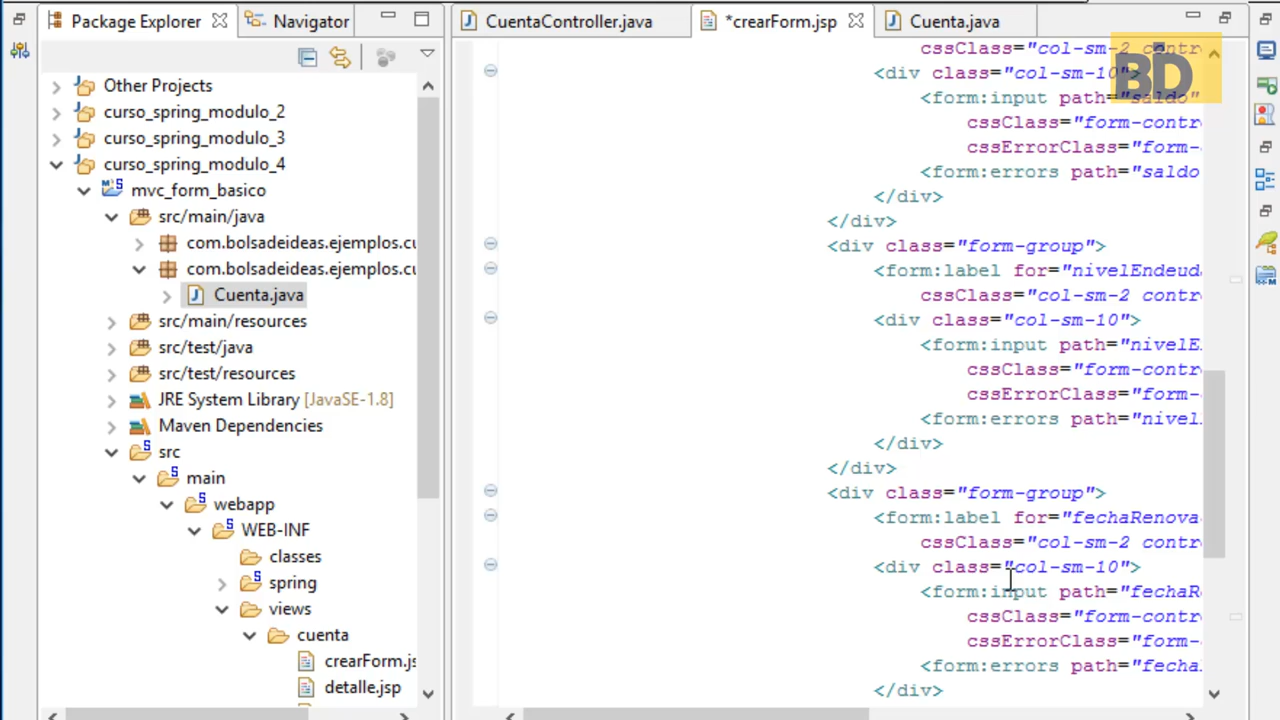 Package Explorer
Navigator
CuentaController.java
*crearForm.jsp
Cuenta.java
BD
Other Projects
curso_spring_modulo_2
curso_spring_modulo_3
curso_spring_modulo_4
mvc_form_basico
src/main/java
com.bolsadeideas.ejemplos.cu
com.bolsadeideas.ejemplos.cu
Cuenta.java
src/main/resources
src/test/java
src/test/resources
JRE System Library [JavaSE-1.8]
Maven Dependencies
src
main
webapp
WEB-INF
classes
spring
views
cuenta
crearForm.js
detalle.jsp
cssClass="col-sm-2 contr
<div class="col-sm-10">
<form:input path="saldo"
cssClass="form-contr
cssErrorClass="form-
<form:errors path="saldo
</div>
</div>
<div class="form-group">
<form:label for="nivelEndeud
cssClass="col-sm-2 contr
<div class="col-sm-10">
<form:input path="nivelE
cssClass="form-contr
cssErrorClass="form-
<form:errors path="nivel
</div>
</div>
<div class="form-group">
<form:label for="fechaRenova
cssClass="col-sm-2 contr
<div class="col-sm-10">
<form:input path="fechaR
cssClass="form-contr
cssErrorClass="form-
<form:errors path="fecha
</div>